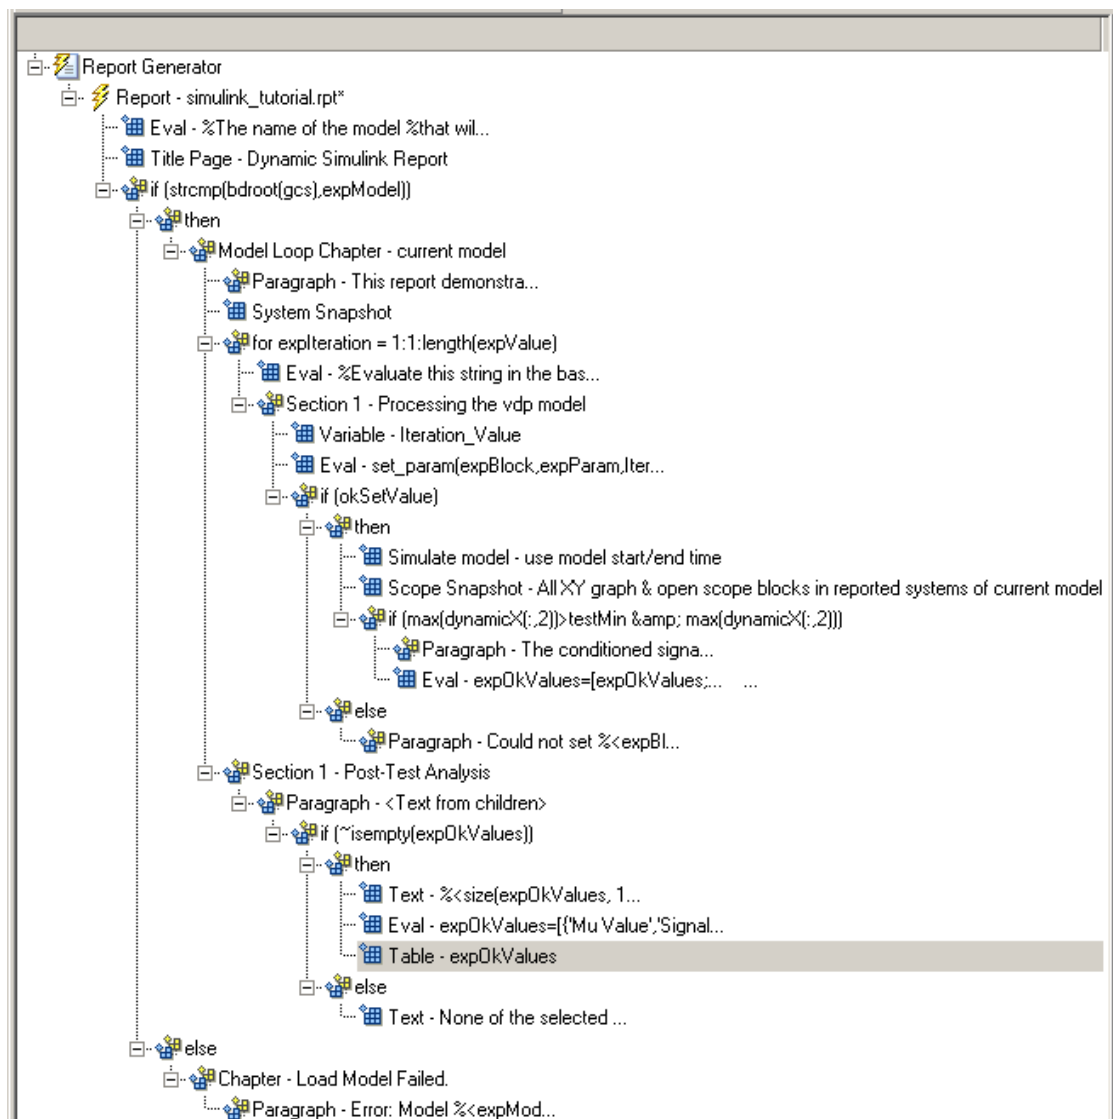 Report Generator
Report - simulink_tutorial.rpt*
Eval - %The name of the model %that wil...
Title Page - Dynamic Simulink Report
if (strcmp(bdroot(gcs),expModel))
then
Model Loop Chapter - current model
Paragraph - This report demonstra...
System Snapshot
for expIteration = 1:1:length(expValue)
Eval - %Evaluate this string in the bas...
Section 1 - Processing the vdp model
Variable - Iteration_Value
Eval - set_param(expBlock,expParam,Iter...
if (okSetValue)
then
Simulate model - use model start/end time
Scope Snapshot - All XY graph & open scope blocks in reported systems of current model
if (max(dynamicX(:,2))>testMin &amp; max(dynamicX(:,2)))
Paragraph - The conditioned signa...
Eval - expOkValues=[expOkValues;... ...
else
Paragraph - Could not set %<expBl...
Section 1 - Post-Test Analysis
Paragraph - <Text from children>
if (~isempty(expOkValues))
then
Text - %<size(expOkValues, 1...
Eval - expOkValues=[{'Mu Value','Signal...
Table - expOkValues
else
Text - None of the selected ...
else
Chapter - Load Model Failed.
Paragraph - Error: Model %<expMod...